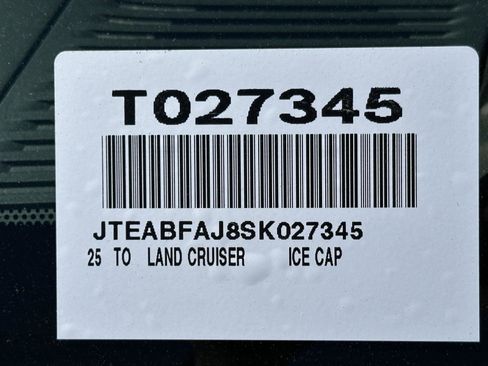 T027345
JTEABFAJ8SK027345
25 TO LAND CRUISER ICE CAP